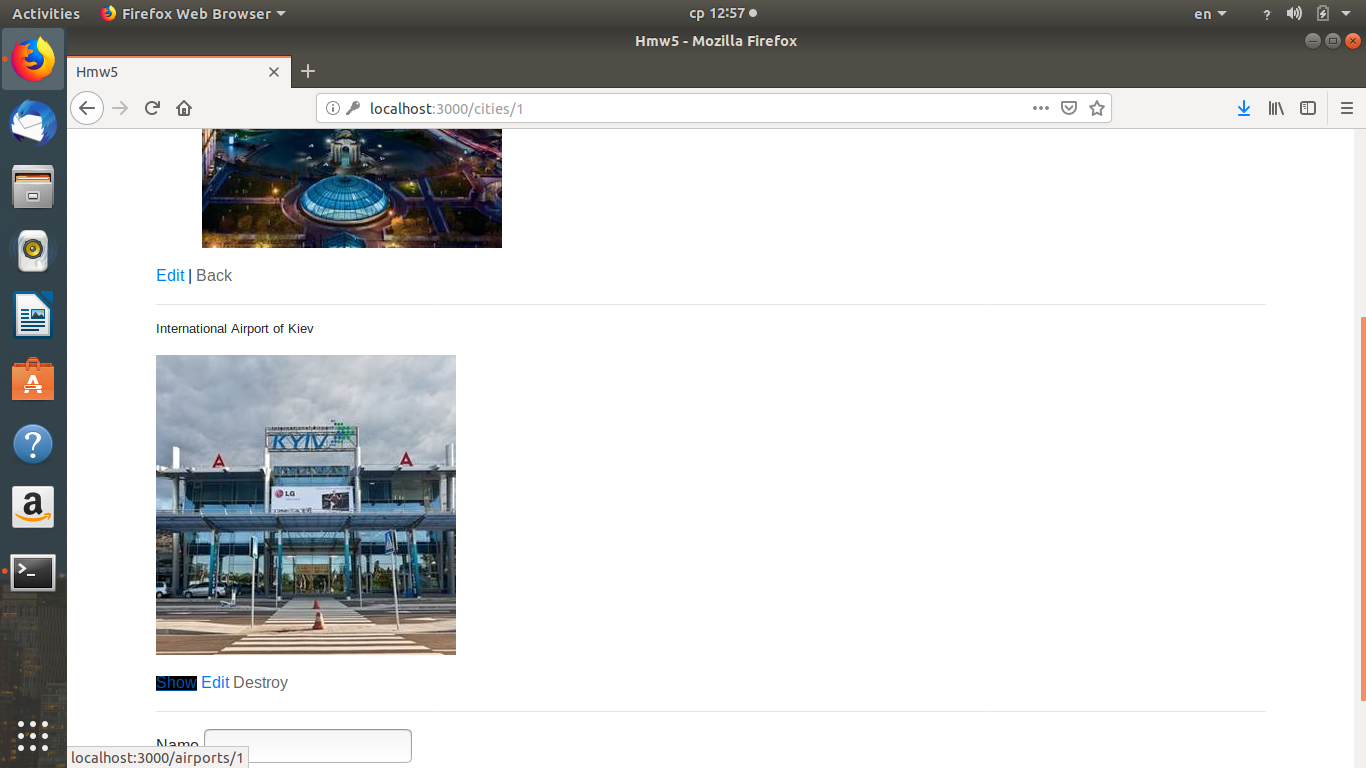 Activities Firefox Web Browser ср 12:57 en ?
Hmw5 - Mozilla Firefox
Hmw5
localhost:3000/cities/1
Edit | Back
International Airport of Kiev
KYIV
A A
LG
Show Edit Destroy
Name
localhost:3000/airports/1